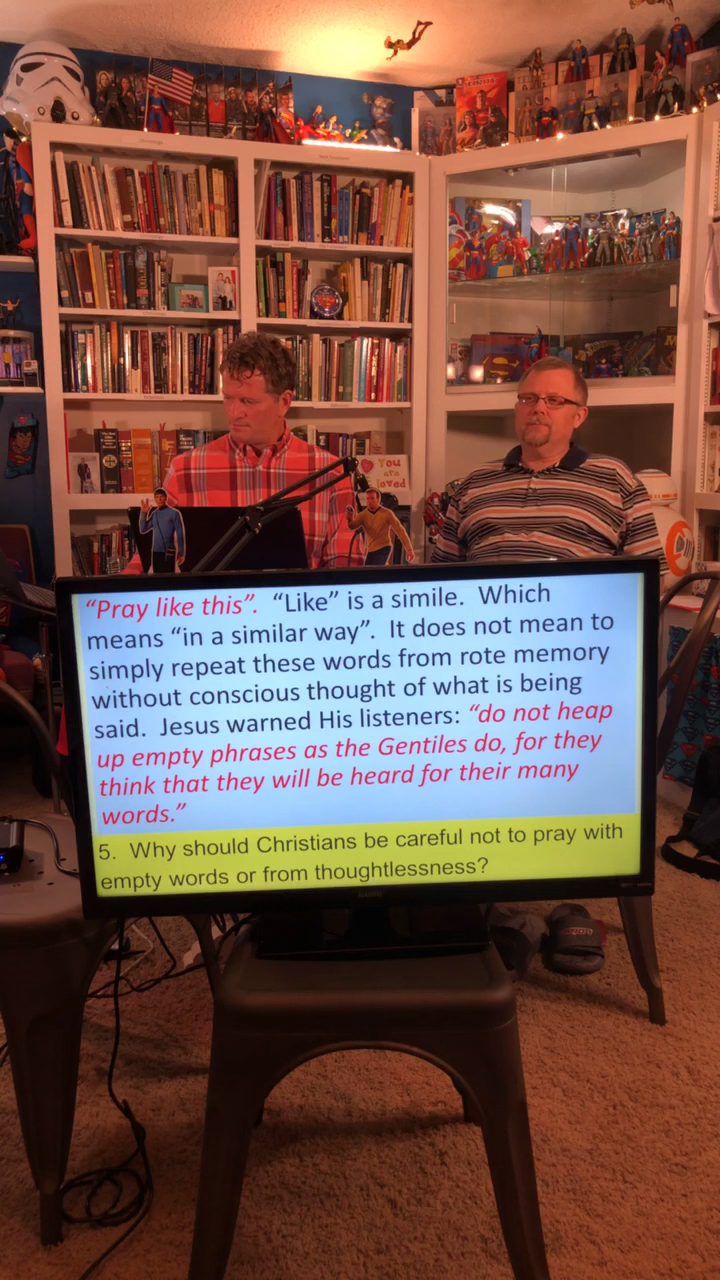 You
are
loved
“Pray like this”.  “Like” is a simile.  Which
means “in a similar way”.  It does not mean to
simply repeat these words from rote memory
without conscious thought of what is being
said.  Jesus warned His listeners: “do not heap
up empty phrases as the Gentiles do, for they
think that they will be heard for their many
words.”
5.  Why should Christians be careful not to pray with
empty words or from thoughtlessness?